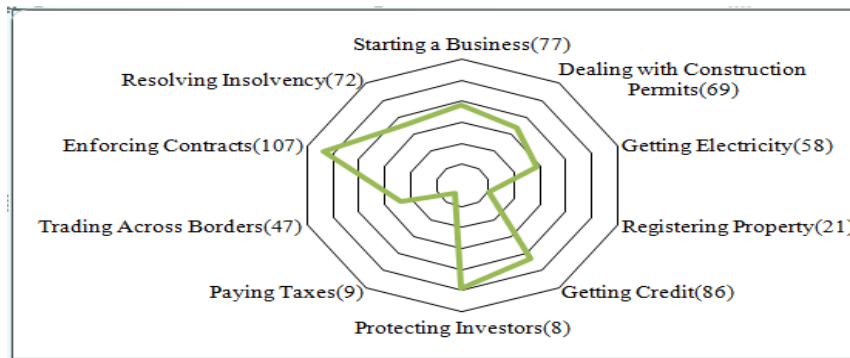 Starting a Business(77)
Dealing with Construction
Permits(69)
Getting Electricity(58)
Registering Property(21)
Getting Credit(86)
Protecting Investors(8)
Paying Taxes(9)
Trading Across Borders(47)
Enforcing Contracts(107)
Resolving Insolvency(72)